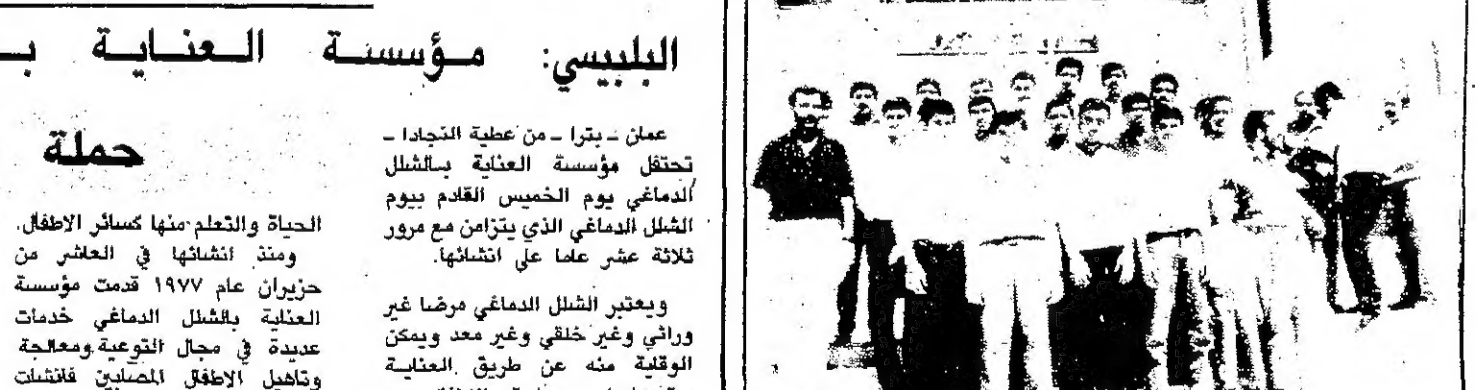 البلبيسي: مؤسسة العناية بـ
حملة
عمان ـ بترا ـ من عطية النجادا ـ
تحتفل مؤسسة العناية بالشلل
الدماغي يوم الخميس القادم بيوم
الشلل الدماغي الذي يتزامن مع مرور
ثلاثة عشر عاما على انشائها.
ويعتبر الشلل الدماغي مرضا غير
وراثي وغير خلقي وغير معد ويمكن
الوقاية منه عن طريق العناية
الحياة والتعلم منها كسائر الاطفال.
ومنذ انشائها في العاشر من
حزيران عام ١٩٧٧ قدمت مؤسسة
العناية بالشلل الدماغي خدمات
عديدة في مجال التوعية ومعالجة
وتاهيل الاطفال المصابين فانشات